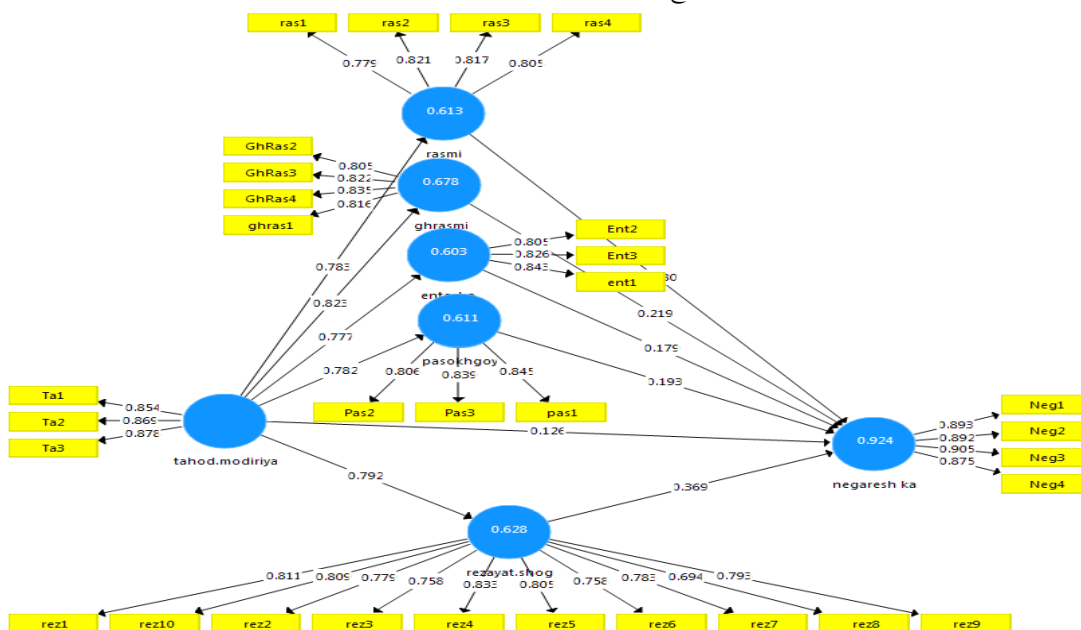 ras1 ras2 ras3 ras4
0.779 0.821 0.817 0.805
0.613
rasmi
GhRas2
GhRas3
GhRas4
ghras1
0.805
0.822
0.835
0.816
0.678
ghrasmi
0.603
0.805
0.826
0.843
Ent2
Ent3
ent1
0.611
pasokhgoy
0.806 0.839 0.845
Pas2 Pas3 pas1
0.783
0.823
0.777
0.782
0.219
0.179
0.193
0.126
0.792
0.369
Ta1
Ta2
Ta3
0.854
0.869
0.878
tahod.modiriya
0.924
negaresh ka
0.893
0.892
0.905
0.875
Neg1
Neg2
Neg3
Neg4
0.628
rezayat.shog
0.811 0.809 0.779 0.758 0.833 0.805 0.758 0.783 0.694 0.793
rez1 rez10 rez2 rez3 rez4 rez5 rez6 rez7 rez8 rez9